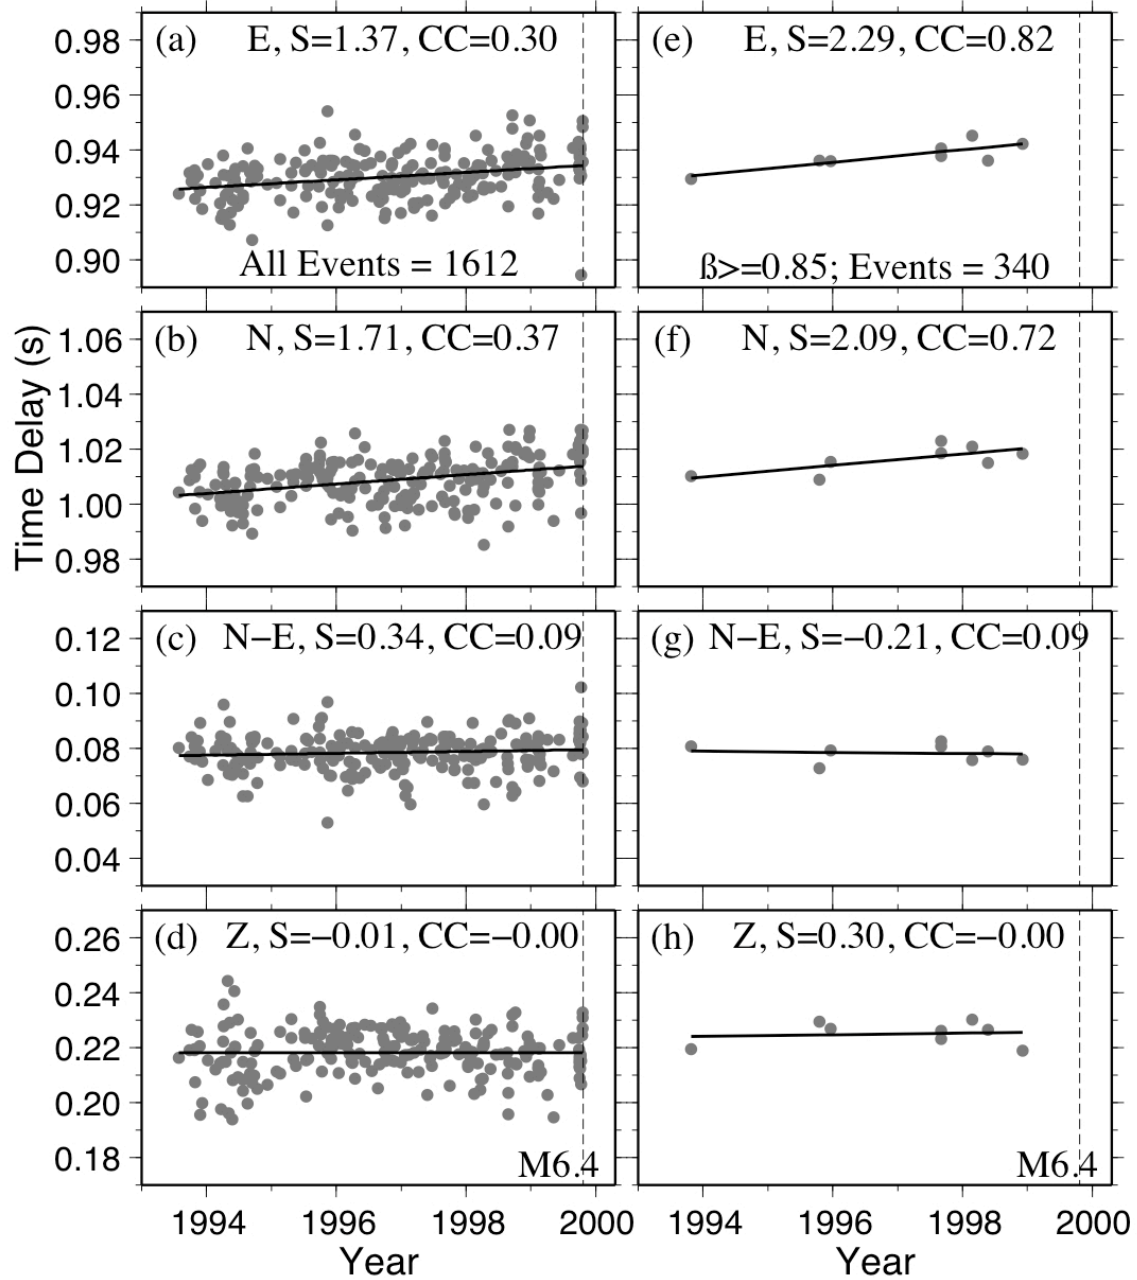 (a) E, S=1.37, CC=0.30
0.98
0.96
0.94
0.92
0.90
All Events = 1612
(e) E, S=2.29, CC=0.82
ß>=0.85; Events = 340
Time Delay (s)
(b) N, S=1.71, CC=0.37
1.06
1.04
1.02
1.00
0.98
(f) N, S=2.09, CC=0.72
(c) N−E, S=0.34, CC=0.09
0.12
0.10
0.08
0.06
0.04
(g) N−E, S=−0.21, CC=0.09
(d) Z, S=−0.01, CC=−0.00
0.26
0.24
0.22
0.20
0.18
M6.4
(h) Z, S=0.30, CC=−0.00
M6.4
1994 1996 1998 2000
Year
1994 1996 1998 2000
Year